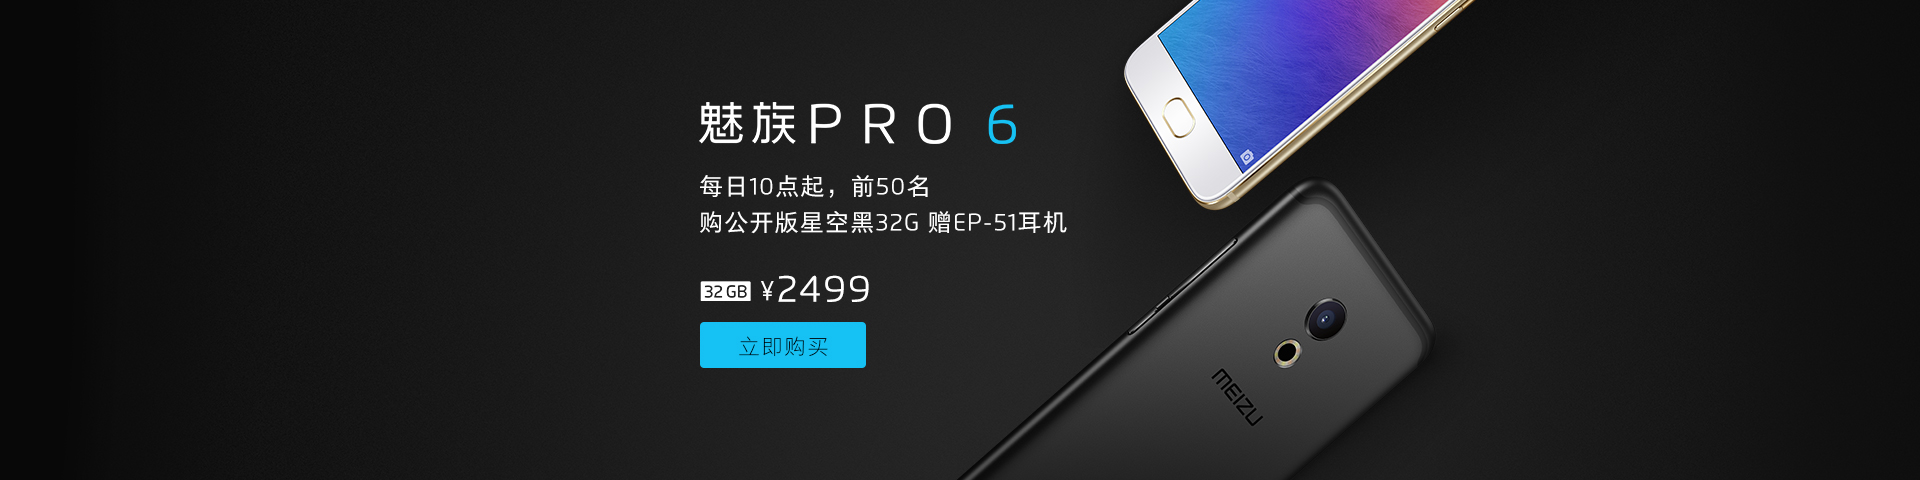 魅族PRO 6
每日10点起，前50名
购公开版星空黑32G 赠EP-51耳机
32GB ¥2499
立即购买
MEIZU